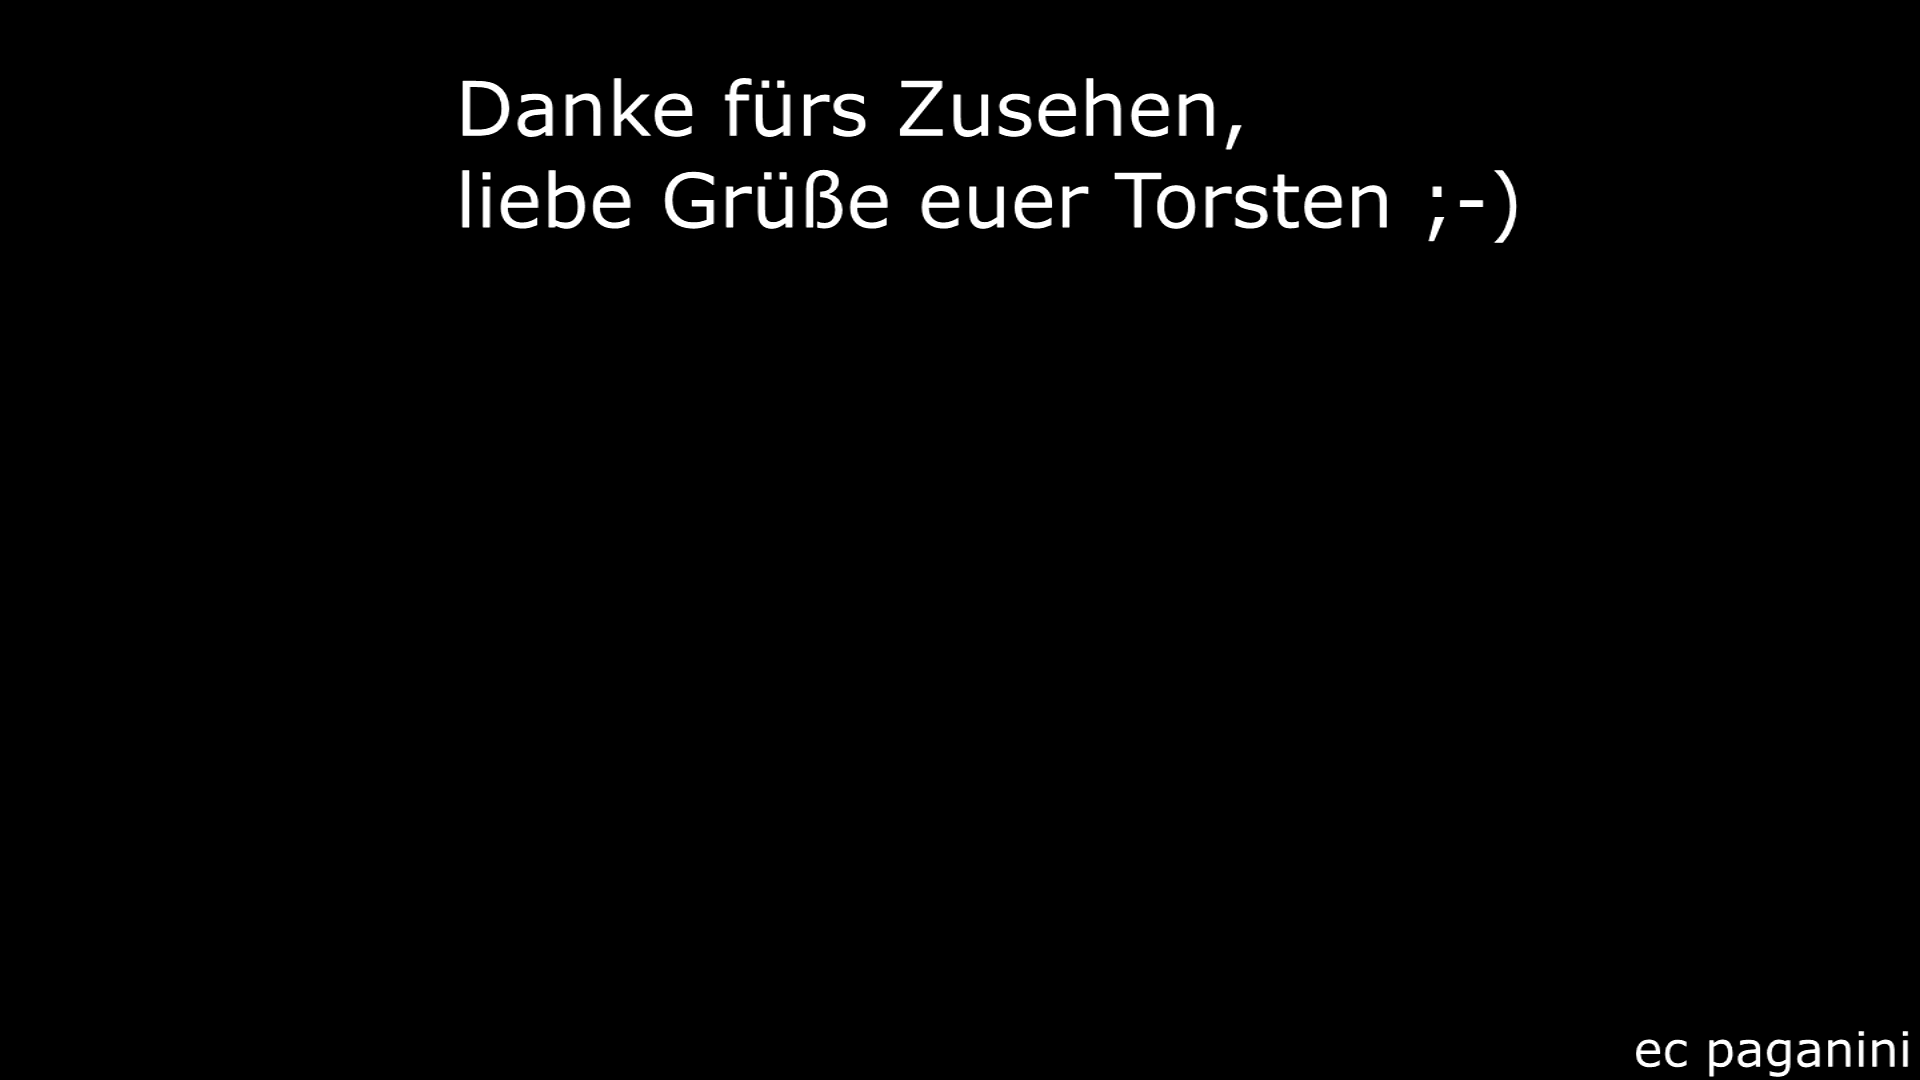 Danke fürs Zusehen,
liebe Grüße euer Torsten ;-)
ec paganini